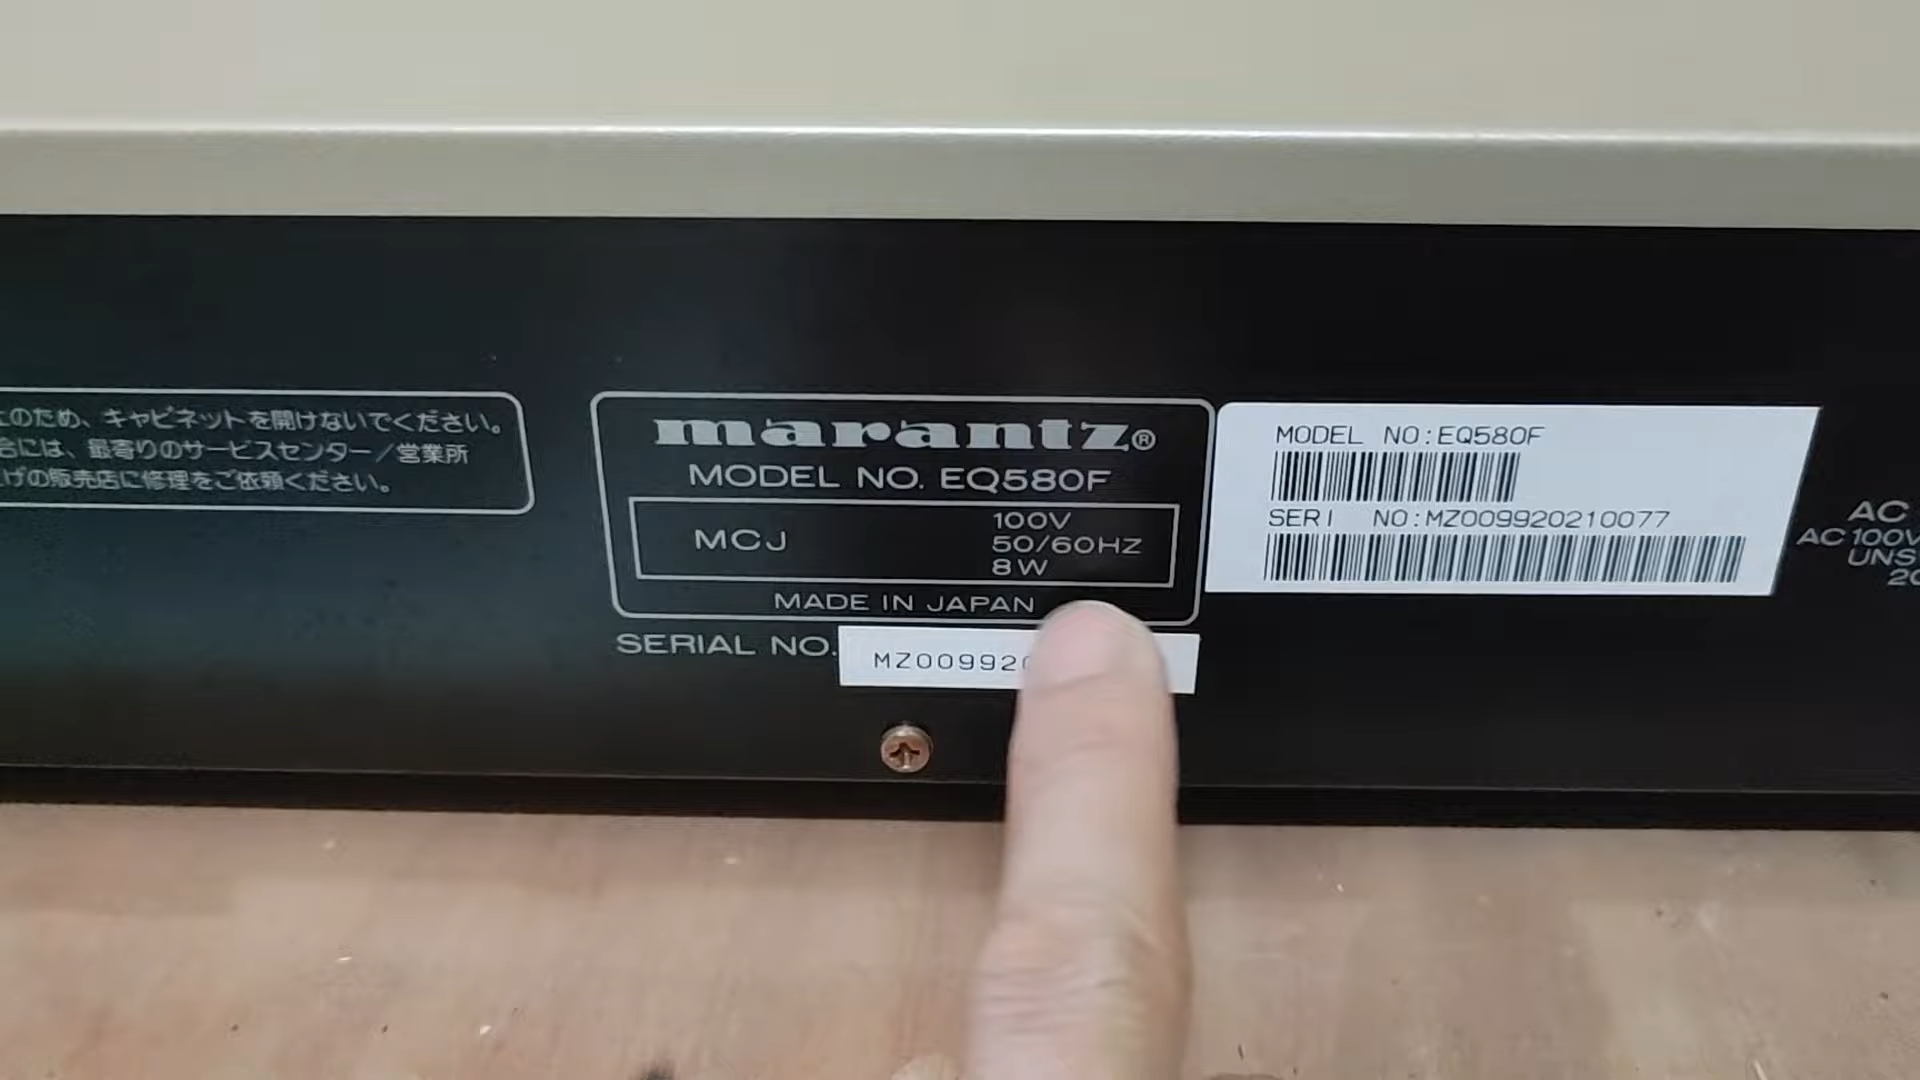 のため、キャビネットを開けないでください。
合には、最寄りのサービスセンター／営業所
げの販売店に修理をご依頼ください。
marantz®
MODEL NO. EQ580F
MCJ
100V
50/60HZ
8W
MADE IN JAPAN
SERIAL NO.
MZ00992
MODEL NO:EQ580F
SERI NO:MZ009920210077
AC
AC 100V
UNS
20